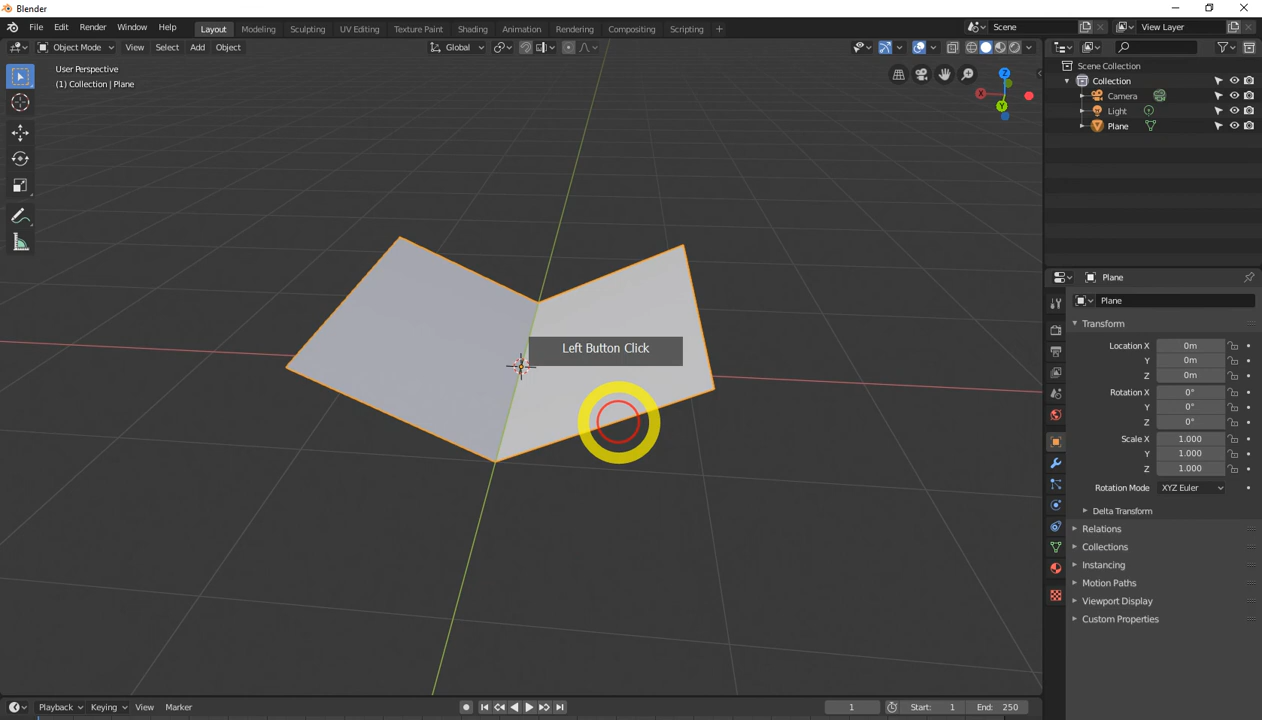 Blender
File Edit Render Window Help Layout Modeling Sculpting UV Editing Texture Paint Shading Animation Rendering Compositing Scripting + Scene View Layer
Object Mode View Select Add Object Global
User Perspective
(1) Collection | Plane
Z
X
Y
Left Button Click
Scene Collection
Collection
Camera
Light
Plane
Plane
Plane
Transform
Location X 0m
Y 0m
Z 0m
Rotation X 0°
Y 0°
Z 0°
Scale X 1.000
Y 1.000
Z 1.000
Rotation Mode XYZ Euler
Delta Transform
Relations
Collections
Instancing
Motion Paths
Viewport Display
Custom Properties
Playback Keying View Marker 1 Start: 1 End: 250